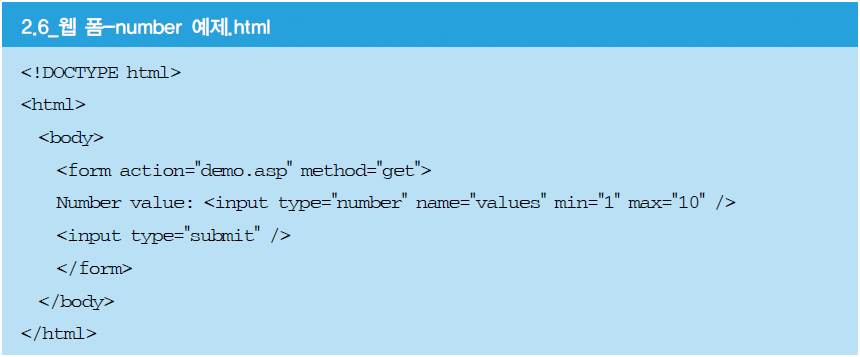 2.6_웹 폼-number 예제.html
<!DOCTYPE html>
<html>
<body>
<form action="demo.asp" method="get">
Number value: <input type="number" name="values" min="1" max="10" />
<input type="submit" />
</form>
</body>
</html>